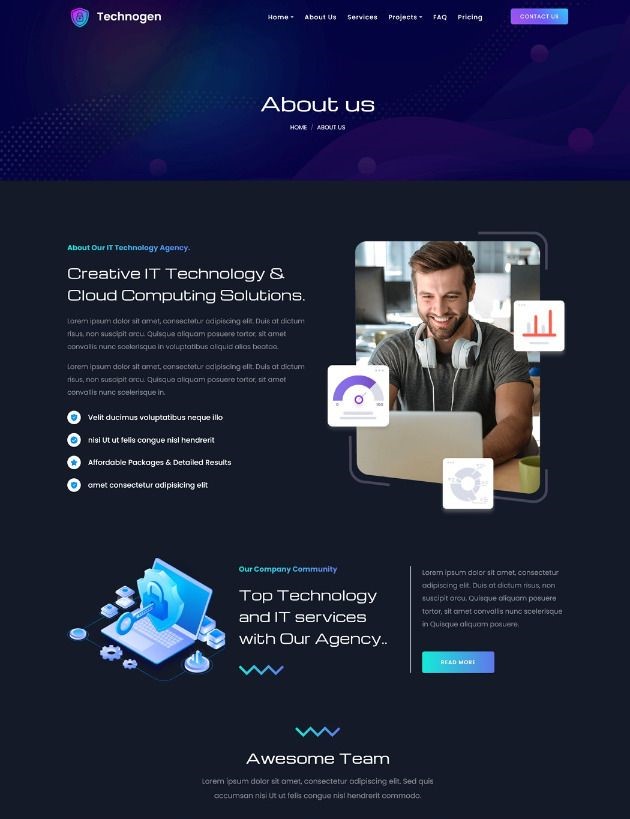 Technogen
Home About Us Services Projects FAQ Pricing
CONTACT US
About us
HOME / ABOUT US
About Our IT Technology Agency.
Creative IT Technology &
Cloud Computing Solutions.
Lorem ipsum dolor sit amet, consectetur adipiscing elit. Duis at dictum
risus, non suscipit arcu. Quisque aliquam posuere tortor, sit amet
convallis nunc scelerisque in voluptatibus aliquid alias beatae.
Lorem ipsum dolor sit amet, consectetur adipiscing elit. Duis at dictum
risus, non suscipit arcu. Quisque aliquam posuere tortor, sit amet
convallis nunc scelerisque in.
Velit ducimus voluptatibus neque illo
nisi Ut ut felis congue nisl hendrerit
Affordable Packages & Detailed Results
amet consectetur adipisicing elit
0 100
Our Company Community
Top Technology
and IT services
with Our Agency..
Lorem ipsum dolor sit amet, consectetur
adipiscing elit. Duis at dictum risus, non
suscipit arcu. Quisque aliquam posuere
tortor, sit amet convallis nunc scelerisque
in Quisque aliquam posuere.
READ MORE
Awesome Team
Lorem ipsum dolor sit amet, consectetur adipiscing elit. Sed quis
accumsan nisi Ut ut felis congue nisl hendrerit commodo.